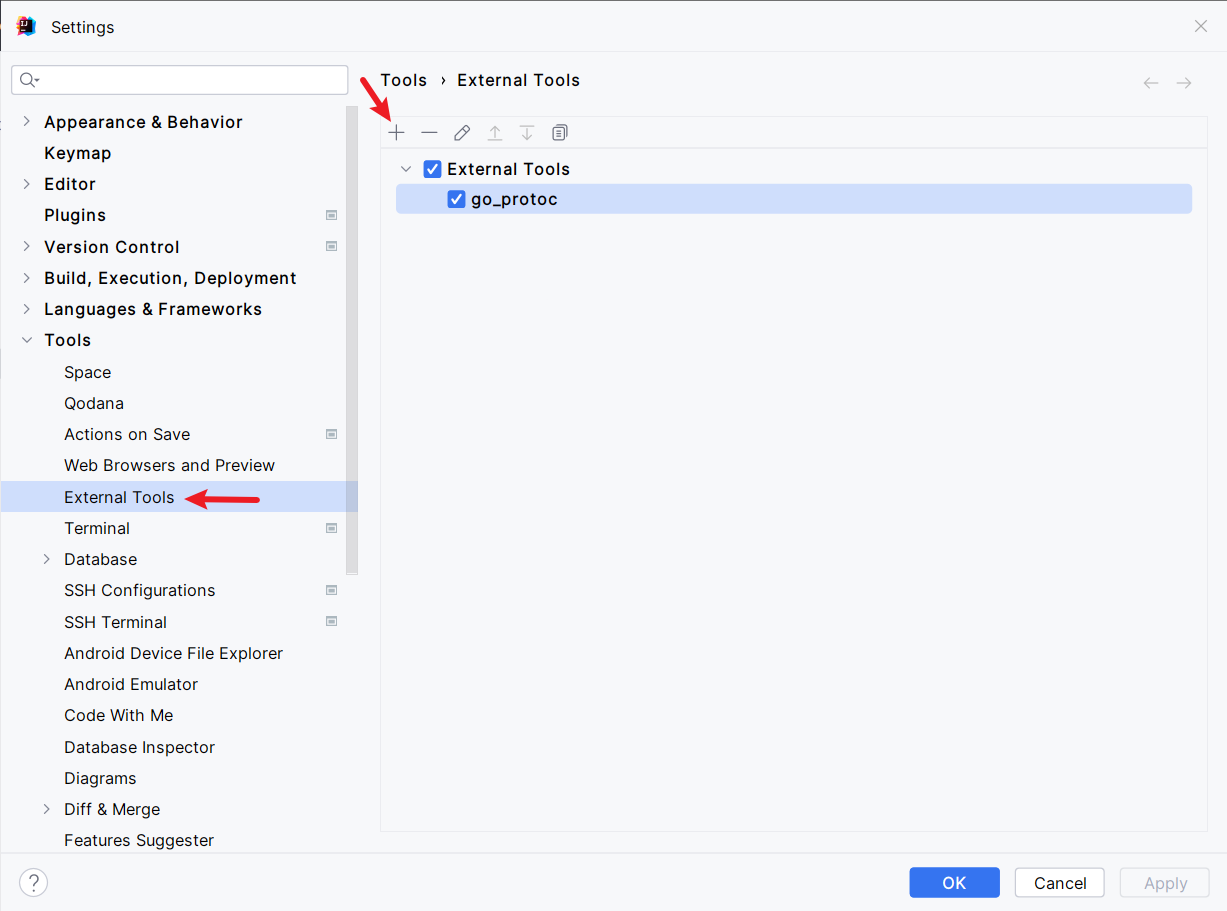 Settings
Tools › External Tools
Appearance & Behavior
Keymap
Editor
Plugins
Version Control
Build, Execution, Deployment
Languages & Frameworks
Tools
Space
Qodana
Actions on Save
Web Browsers and Preview
External Tools
Terminal
Database
SSH Configurations
SSH Terminal
Android Device File Explorer
Android Emulator
Code With Me
Database Inspector
Diagrams
Diff & Merge
Features Suggester
External Tools
go_protoc
?
OK
Cancel
Apply